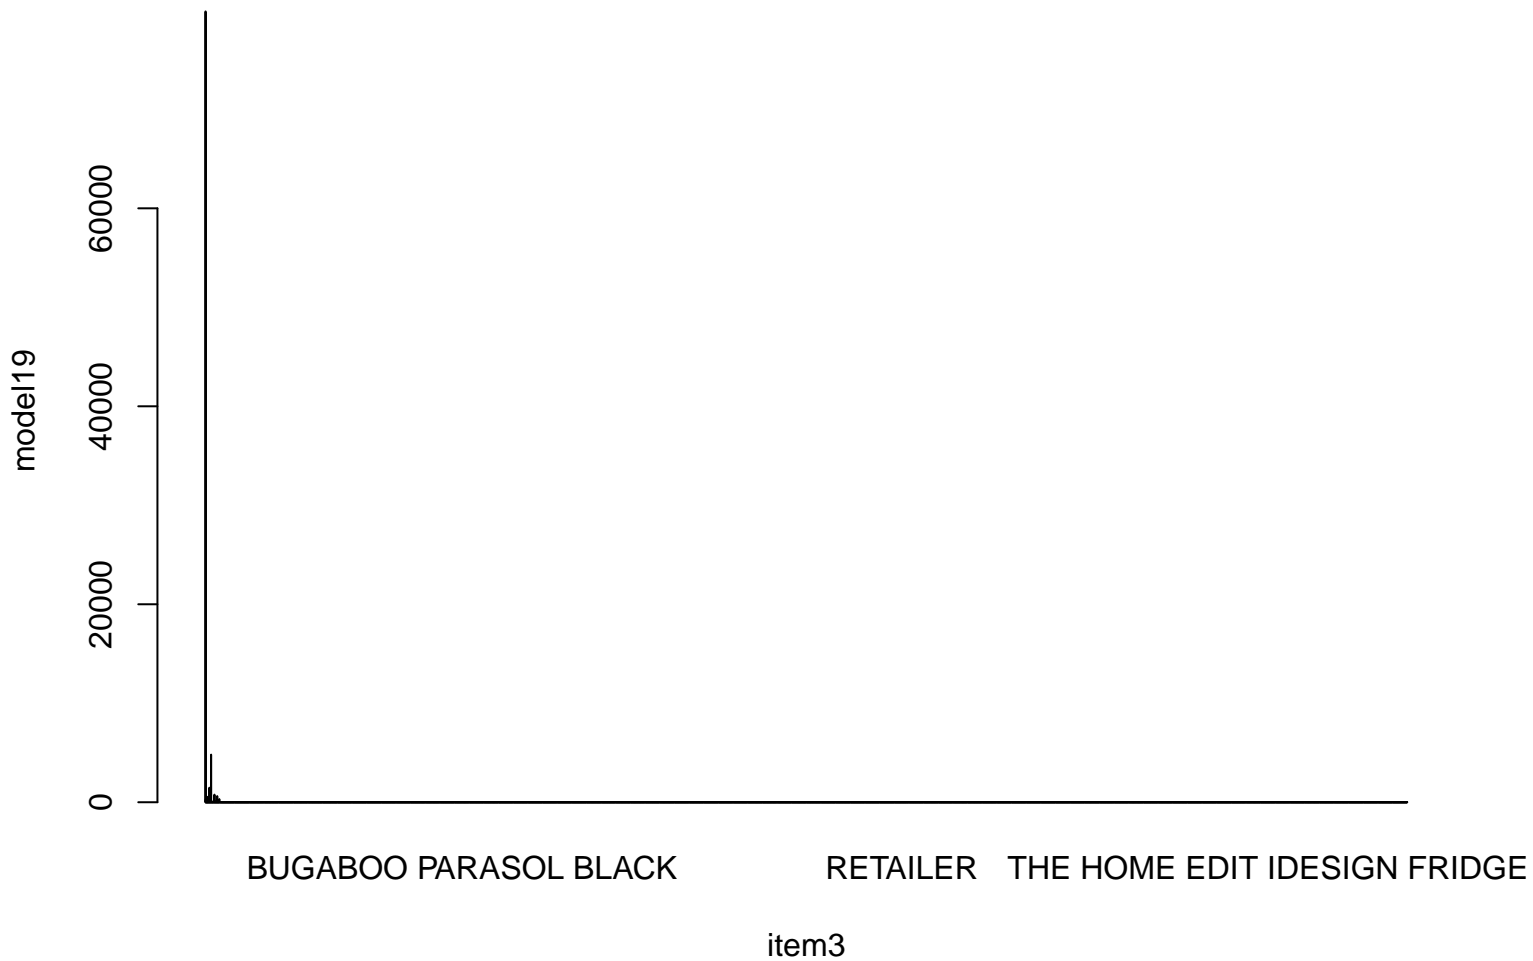 60000
40000
20000
0
model19
BUGABOO PARASOL BLACK RETAILER THE HOME EDIT IDESIGN FRIDGE
item3